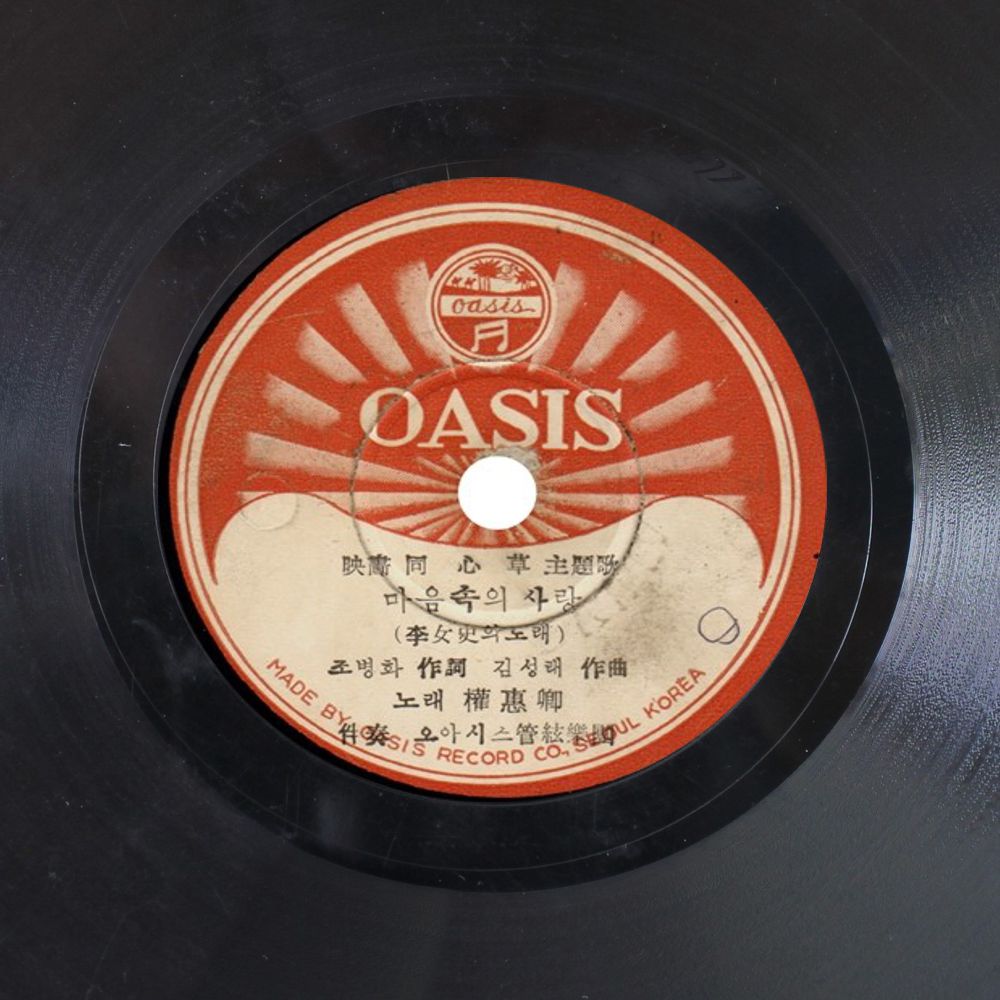 oasis
OASIS
映畵 同 心 草 主題歌
마음속의 사랑
(李女史의 노래)
조병화 作詞 김성태 作曲
노래 權惠卿
伴奏 오아시스管絃樂團
MADE BY OASIS RECORD CO., SEOUL KOREA